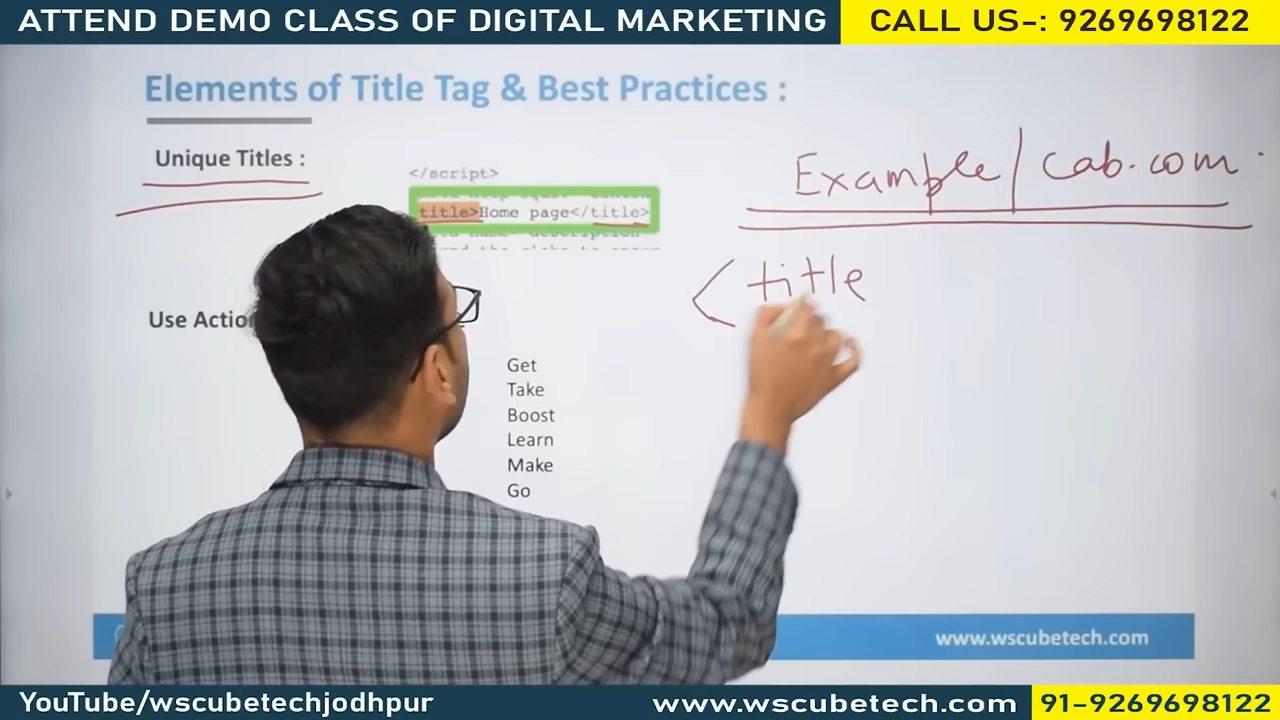 ATTEND DEMO CLASS OF DIGITAL MARKETING
CALL US-: 9269698122
Elements of Title Tag & Best Practices :
Unique Titles :
</script>
title>Home page</title>
Example/cab.com
<title
Get
Take
Boost
Learn
Make
Go
www.wscubetech.com
YouTube/wscubetechjodhpur
www.wscubetech.com
91-9269698122